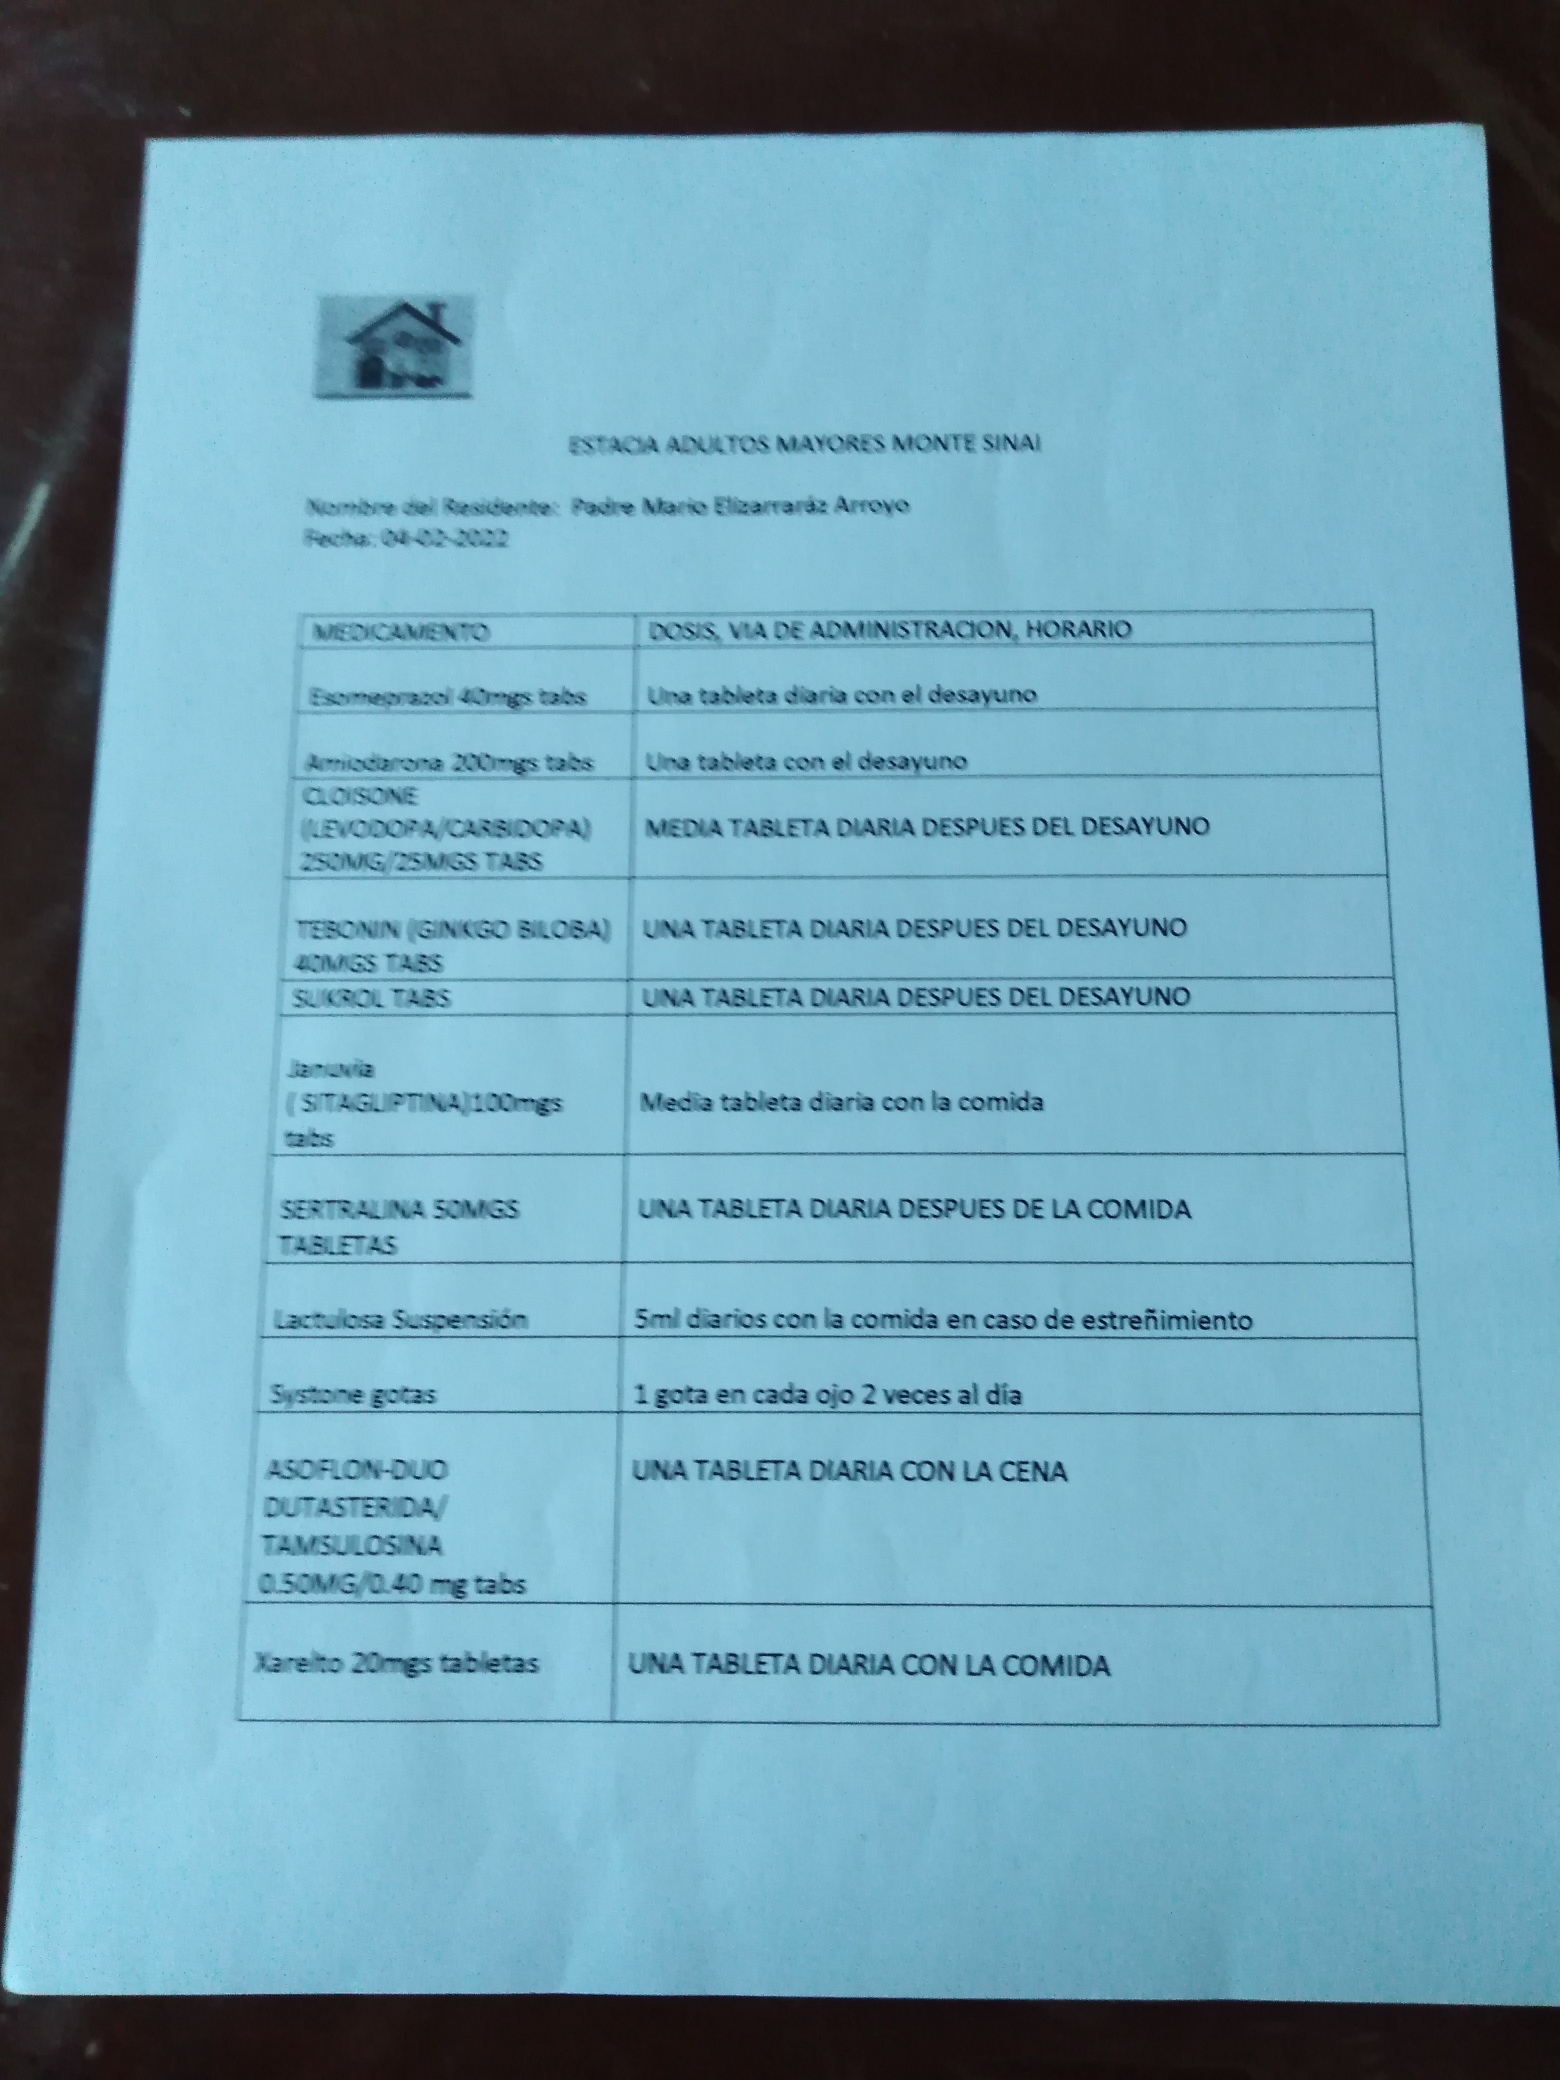 ESTACIA ADULTOS MAYORES MONTE SINAI
Nombre del Residente: Padre Mario Elizarraráz Arroyo
Fecha: 04-02-2022
MEDICAMENTO DOSIS, VIA DE ADMINISTRACION, HORARIO
Esomeprazol 40mgs tabs Una tableta diaria con el desayuno
Amiodarona 200mgs tabs Una tableta con el desayuno
CLOISONE
(LEVODOPA/CARBIDOPA) MEDIA TABLETA DIARIA DESPUES DEL DESAYUNO
250MG/25MGS TABS
TEBONIN (GINKGO BILOBA) UNA TABLETA DIARIA DESPUES DEL DESAYUNO
40MGS TABS
SUKROL TABS UNA TABLETA DIARIA DESPUES DEL DESAYUNO
Januvia
( SITAGLIPTINA)100mgs Media tableta diaria con la comida
tabs
SERTRALINA 50MGS UNA TABLETA DIARIA DESPUES DE LA COMIDA
TABLETAS
Lactulosa Suspensión 5ml diarios con la comida en caso de estreñimiento
Systone gotas 1 gota en cada ojo 2 veces al día
ASOFLON-DUO UNA TABLETA DIARIA CON LA CENA
DUTASTERIDA/
TAMSULOSINA
0.50MG/0.40 mg tabs
Xarelto 20mgs tabletas UNA TABLETA DIARIA CON LA COMIDA